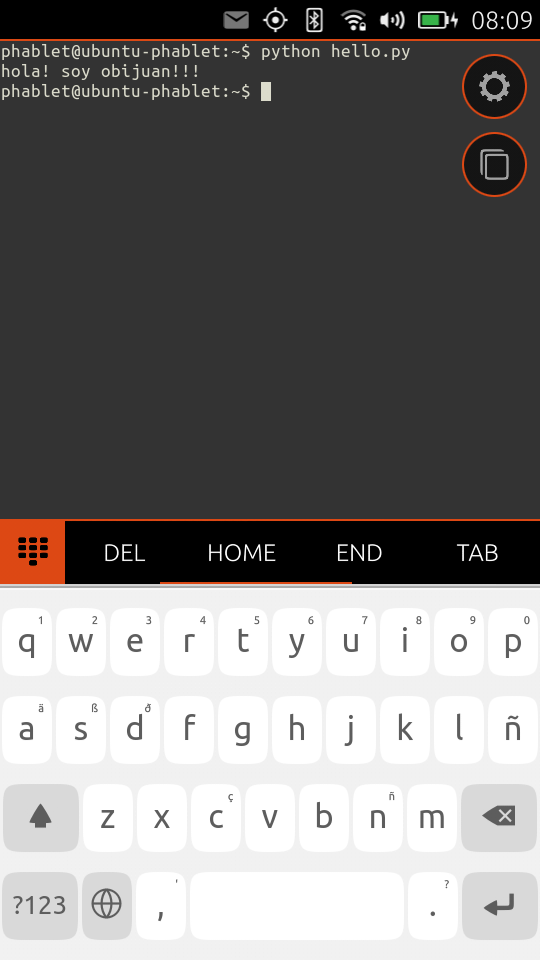 08:09
phablet@ubuntu-phablet:~$ python hello.py
hola! soy obijuan!!!
phablet@ubuntu-phablet:~$
DEL HOME END TAB
1 2 3 4 5 6 7 8 9 0
q w e r t y u i o p
ä ß ð
a s d f g h j k l ñ
ç ñ
z x c v b n m
' ?
?123 , .